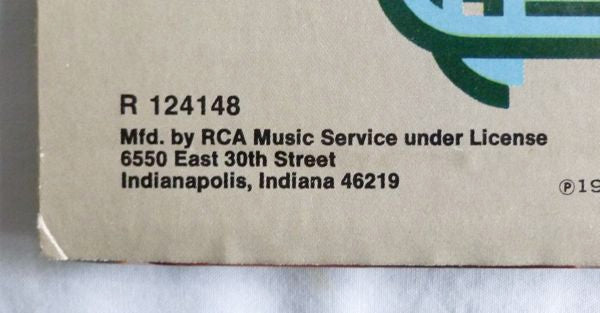 R 124148
Mfd. by RCA Music Service under License
6550 East 30th Street
Indianapolis, Indiana 46219
℗19